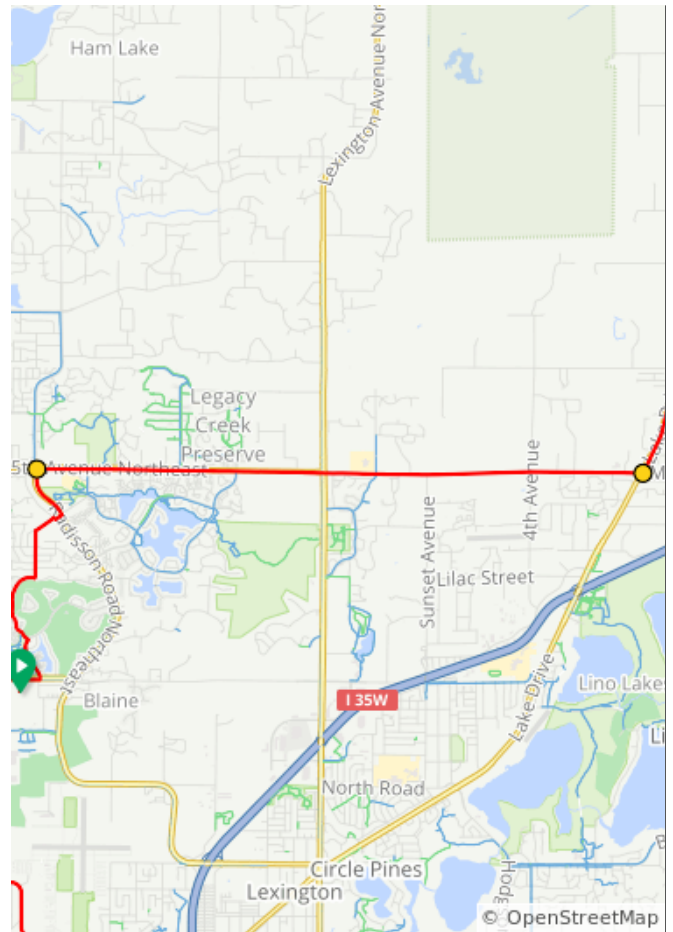 Ham Lake
Lexington Avenue Nor
Legacy
Creek
Preserve
5th Avenue Northeast
Radisson Road Northeast
Sunset Avenue
4th Avenue
Lilac Street
Lake Drive
Lino Lake
I 35W
Blaine
North Road
Circle Pines
Lexington
© OpenStreetMap